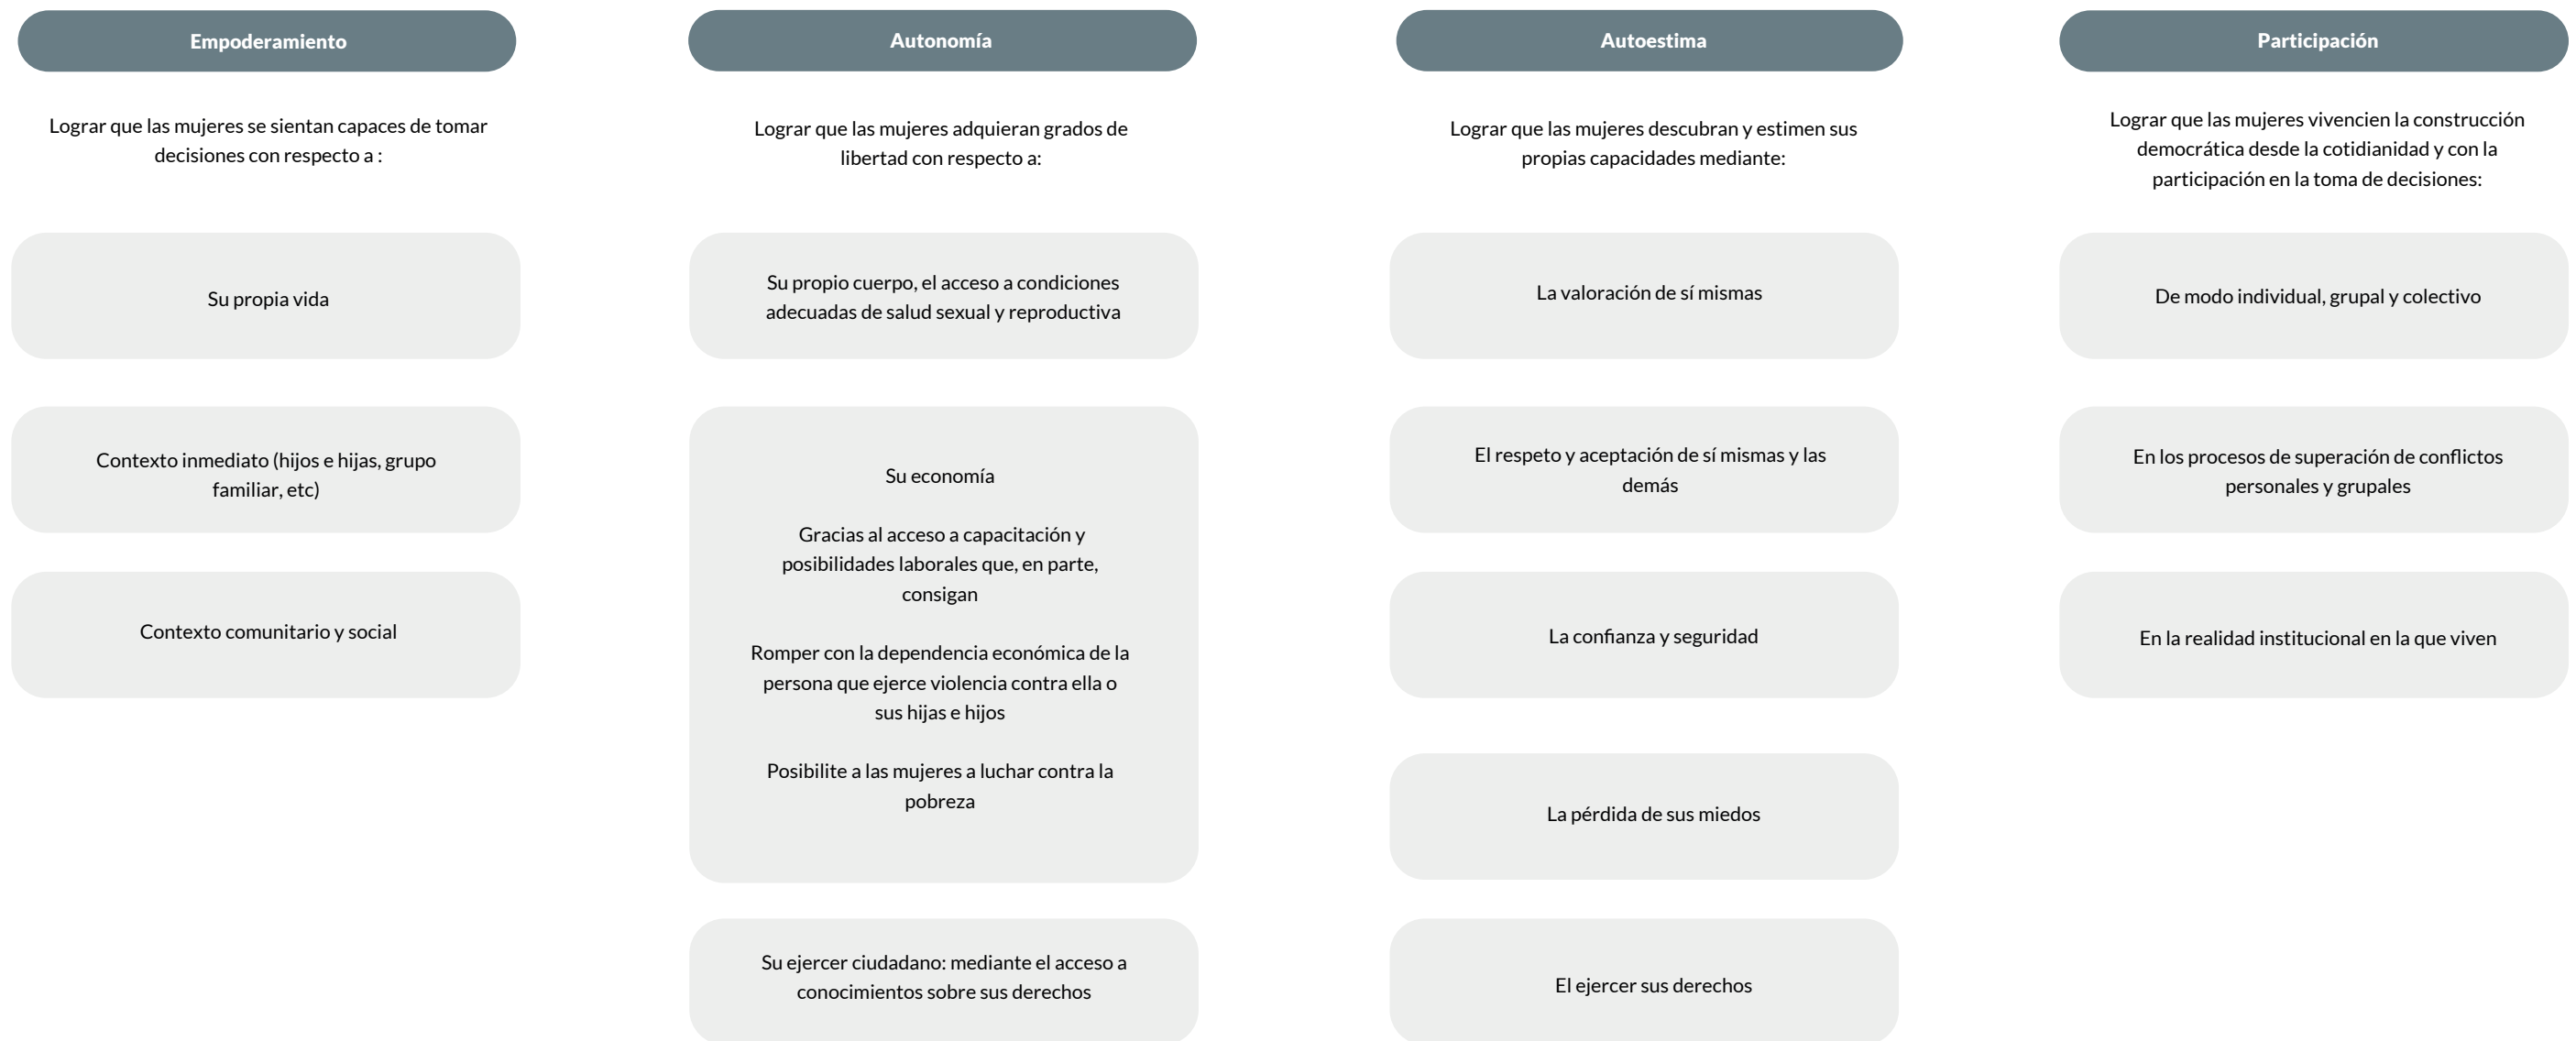 Empoderamiento
Lograr que las mujeres se sientan capaces de tomar
decisiones con respecto a :
Su propia vida
Contexto inmediato (hijos e hijas, grupo
familiar, etc)
Contexto comunitario y social
Autonomía
Lograr que las mujeres adquieran grados de
libertad con respecto a:
Su propio cuerpo, el acceso a condiciones
adecuadas de salud sexual y reproductiva
Su economía
Gracias al acceso a capacitación y
posibilidades laborales que, en parte,
consigan
Romper con la dependencia económica de la
persona que ejerce violencia contra ella o
sus hijas e hijos
Posibilite a las mujeres a luchar contra la
pobreza
Su ejercer ciudadano: mediante el acceso a
conocimientos sobre sus derechos
Autoestima
Lograr que las mujeres descubran y estimen sus
propias capacidades mediante:
La valoración de sí mismas
El respeto y aceptación de sí mismas y las
demás
La confianza y seguridad
La pérdida de sus miedos
El ejercer sus derechos
Participación
Lograr que las mujeres vivencien la construcción
democrática desde la cotidianidad y con la
participación en la toma de decisiones:
De modo individual, grupal y colectivo
En los procesos de superación de conflictos
personales y grupales
En la realidad institucional en la que viven